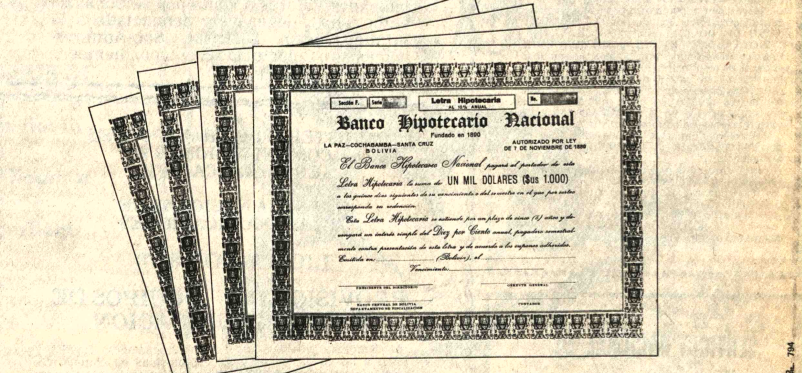 Sección F.
Serie
Letra Hipotecaria
AL 10% ANUAL
No.
Banco Hipotecario Nacional
Fundado en 1890
LA PAZ—COCHABAMBA—SANTA CRUZ
BOLIVIA
AUTORIZADO POR LEY
DE 7 DE NOVIEMBRE DE 1889
El Banco Hipotecario Nacional pagará al portador de esta
Letra Hipotecaria la suma de UN MIL DOLARES ($us 1.000)
a los quince días siguientes de su vencimiento o del semestre en el que por sorteo
corresponda su redención.
Esta Letra Hipotecaria se extiende por un plazo de cinco (5) años y de-
vengará un interés simple del Diez por Ciento anual, pagadero semestral-
mente contra presentación de esta letra y de acuerdo a los cupones adheridos.
Emitida en: (Bolivia), el
Vencimiento:
PRESIDENTE DEL DIRECTORIO
GERENTE GENERAL
BANCO CENTRAL DE BOLIVIA
DEPARTAMENTO DE FISCALIZACION
CONTADOR
794